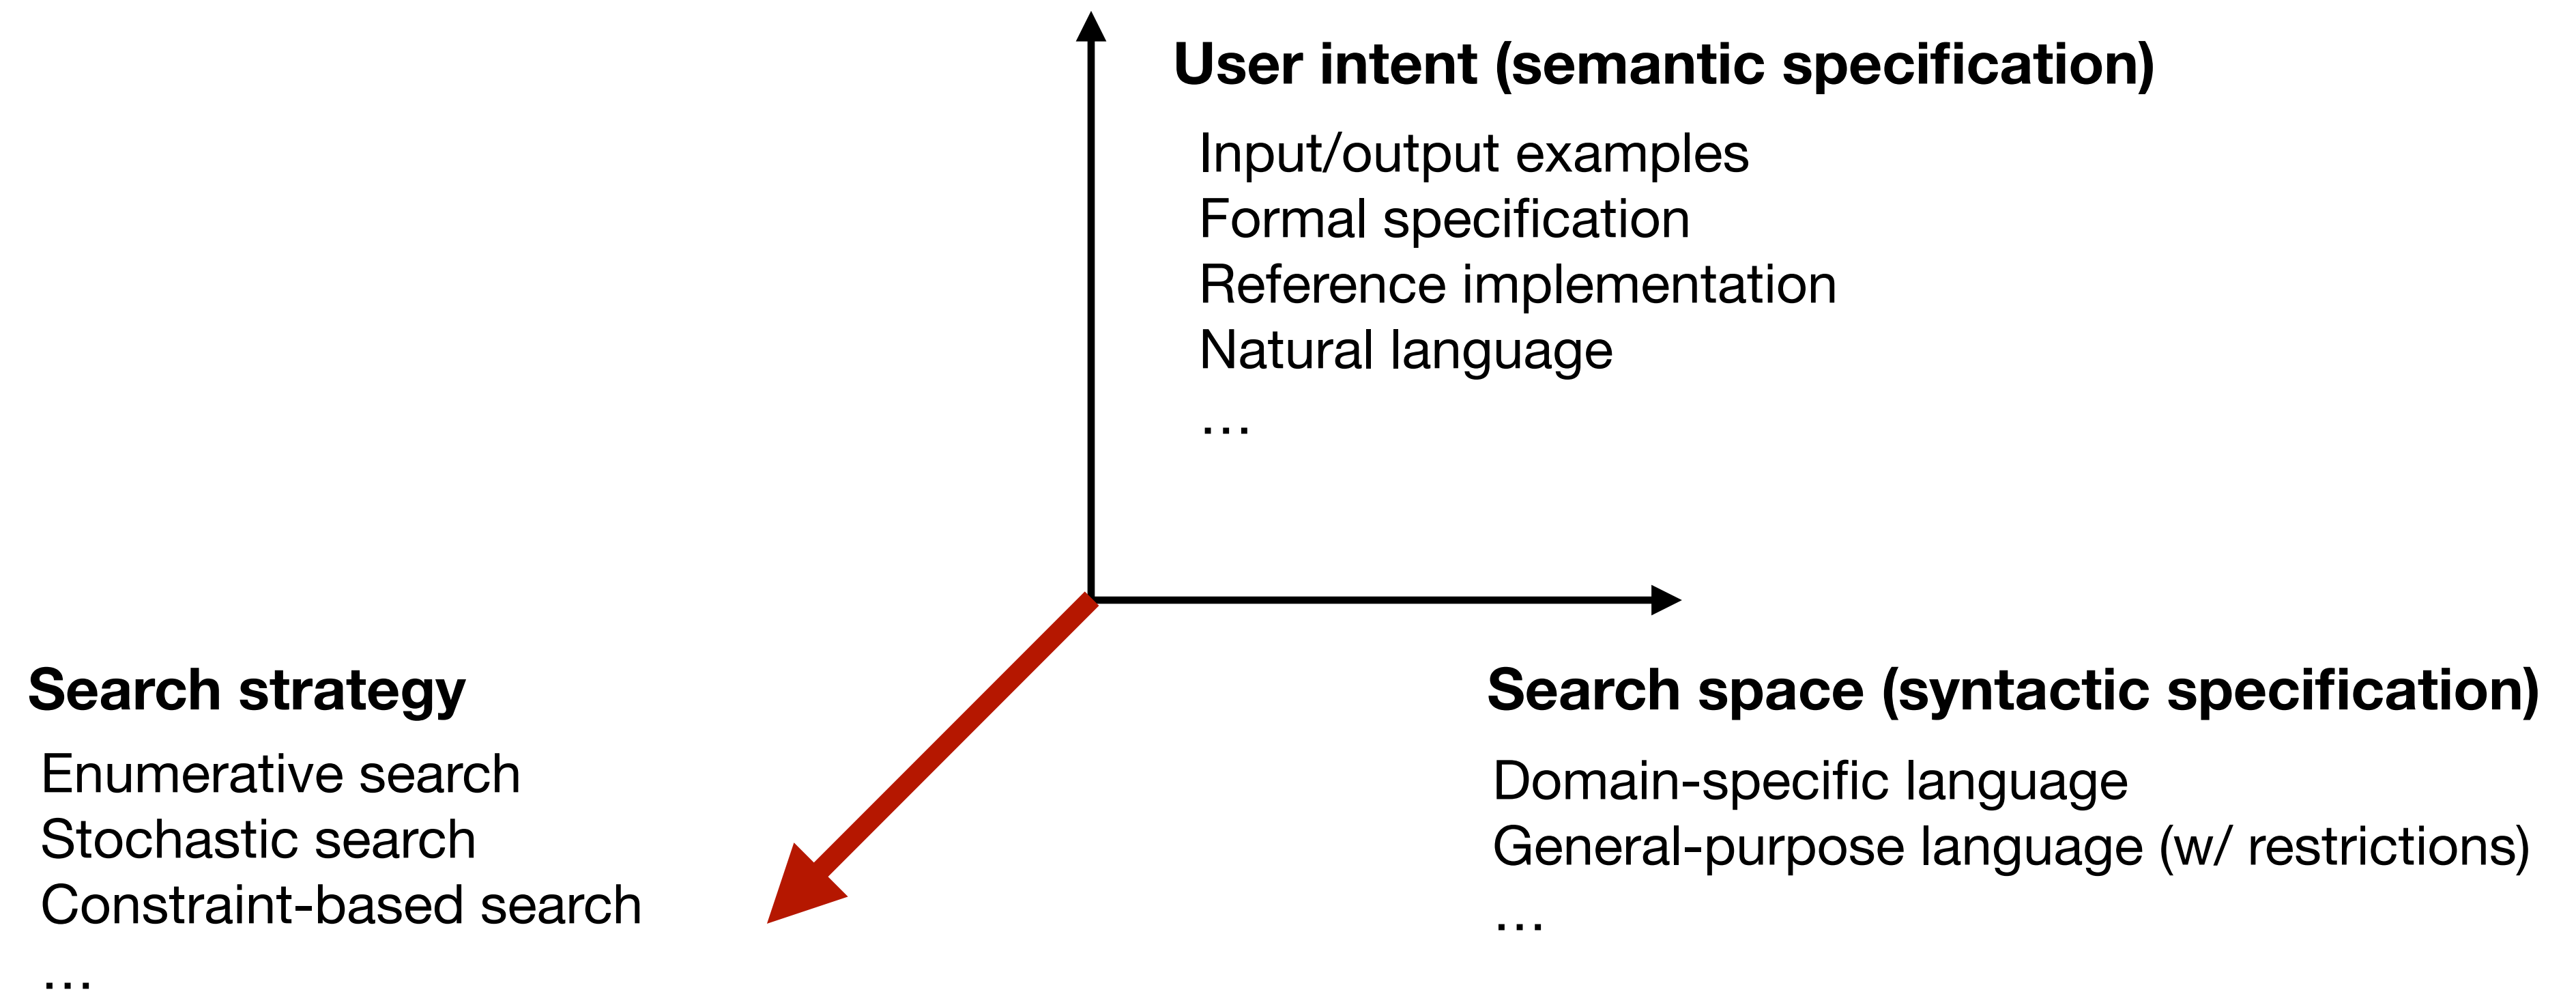 User intent (semantic specification)
Input/output examples
Formal specification
Reference implementation
Natural language
...
Search strategy
Enumerative search
Stochastic search
Constraint-based search
...
Search space (syntactic specification)
Domain-specific language
General-purpose language (w/ restrictions)
...